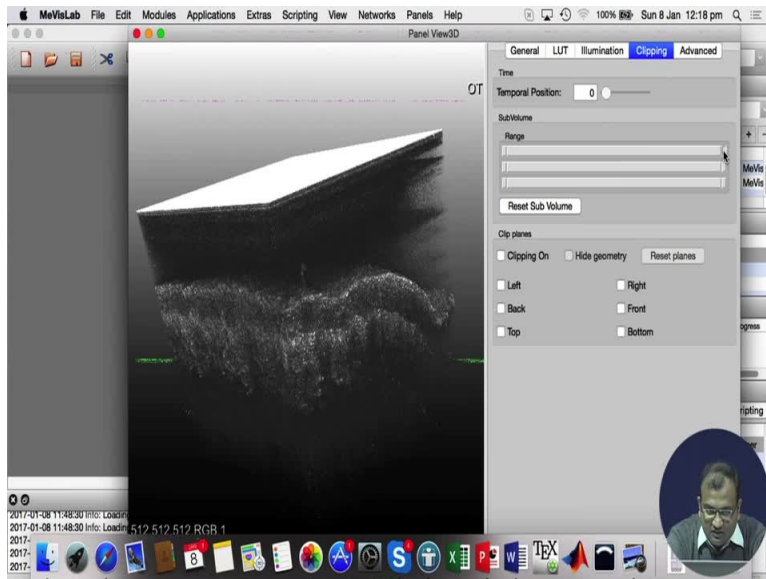 MeVisLab File Edit Modules Applications Extras Scripting View Networks Panels Help 100% Sun 8 Jan 12:18 pm
Panel View3D
General LUT Illumination Clipping Advanced
OT
Time
Temporal Position: 0
SubVolume
Range
MeVis
MeVis
Reset Sub Volume
Clip planes
Clipping On Hide geometry Reset planes
Left Right
Back Front
Top Bottom
ogress
ripting
2017-01-08 11:48:30 Info: Loading
2017-01-08 11:48:30 Info: Loadin
512 512 512 RGB 1
2017-
2017-
2017-
8
S
W
TEX